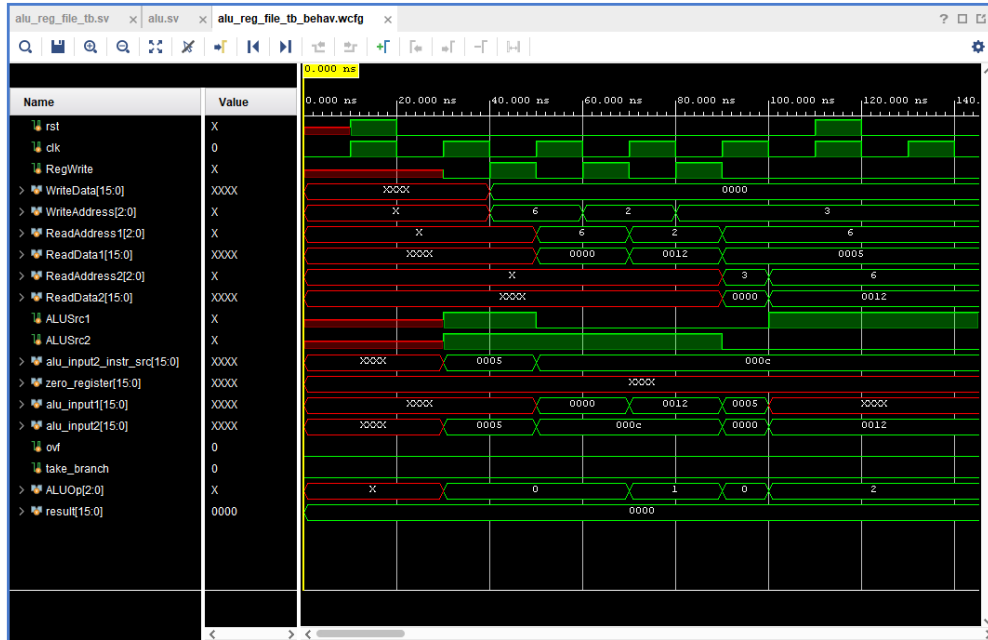 alu_reg_file_tb.sv × alu.sv × alu_reg_file_tb_behav.wcfg × ?
0.000 ns
Name Value 0.000 ns 20.000 ns 40.000 ns 60.000 ns 80.000 ns 100.000 ns 120.000 ns 140.
rst X
clk 0
RegWrite X
WriteData[15:0] XXXX XXXX 0000
WriteAddress[2:0] X X 6 2 3
ReadAddress1[2:0] X X 6 2 6
ReadData1[15:0] XXXX XXXX 0000 0012 0005
ReadAddress2[2:0] X X 3 6
ReadData2[15:0] XXXX XXXX 0000 0012
ALUSrc1 X
ALUSrc2 X
alu_input2_instr_src[15:0] XXXX XXXX 0005 000c
zero_register[15:0] XXXX XXXX
alu_input1[15:0] XXXX XXXX 0000 0012 0005 XXXX
alu_input2[15:0] XXXX XXXX 0005 000c 0000 0012
ovf 0
take_branch 0
ALUOp[2:0] X X 0 1 0 2
result[15:0] 0000 0000